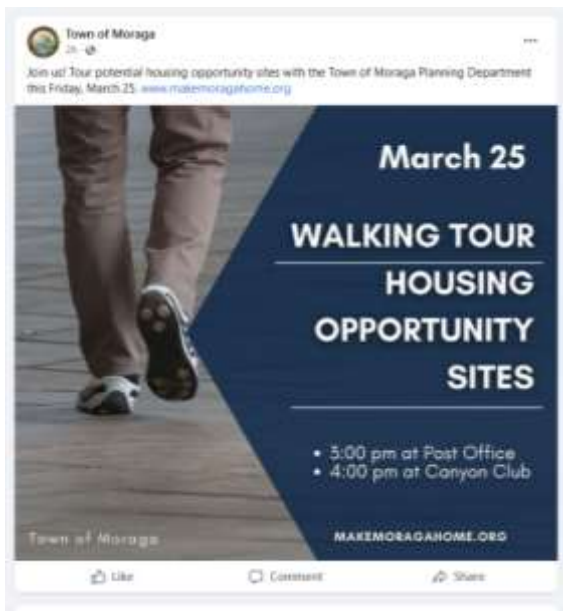 Town of Moraga
Join us! Tour potential housing opportunity sites with the Town of Moraga Planning Department
this Friday, March 25. www.makemoragahome.org
March 25
WALKING TOUR
HOUSING
OPPORTUNITY
SITES
• 3:00 pm at Post Office
• 4:00 pm at Canyon Club
Town of Moraga
MAKEMORAGAHOME.ORG
Like
Comment
Share